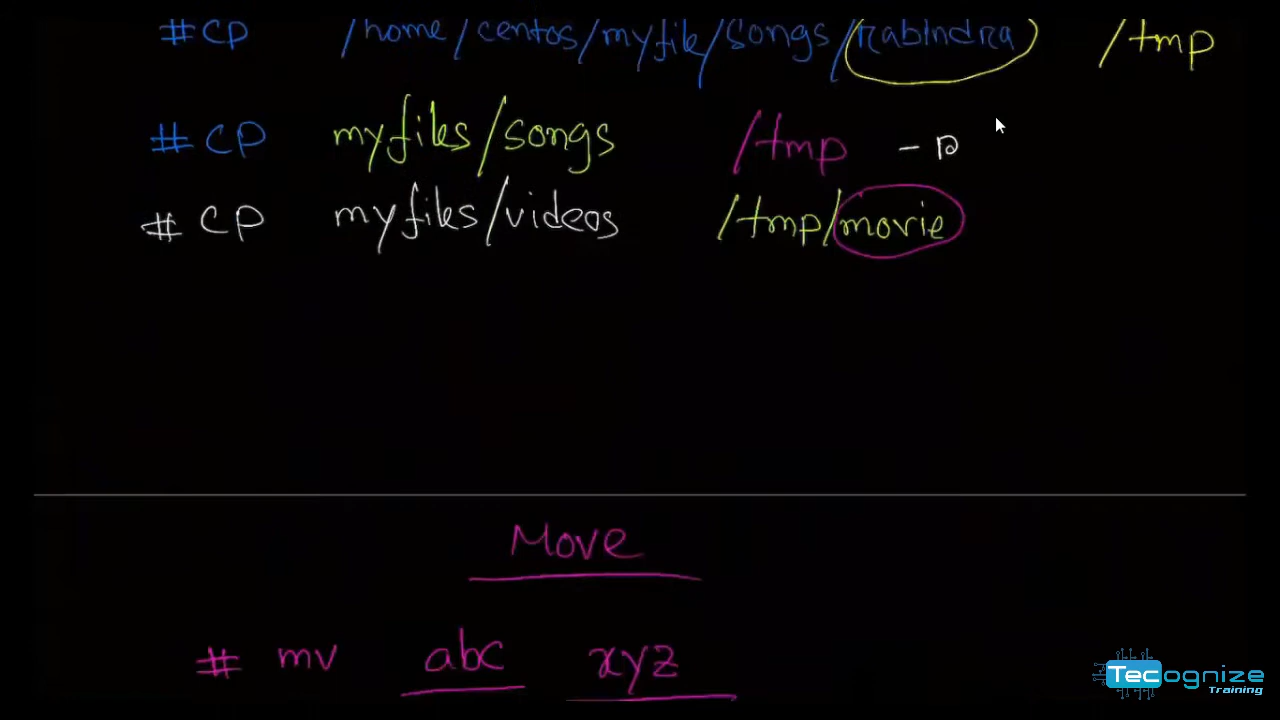 # cp /home/centos/myfile/songs/rabindra /tmp
# cp myfiles/songs /tmp - p
# cp myfiles/videos /tmp/movie
Move
# mv abc xyz
Tecognize
Training